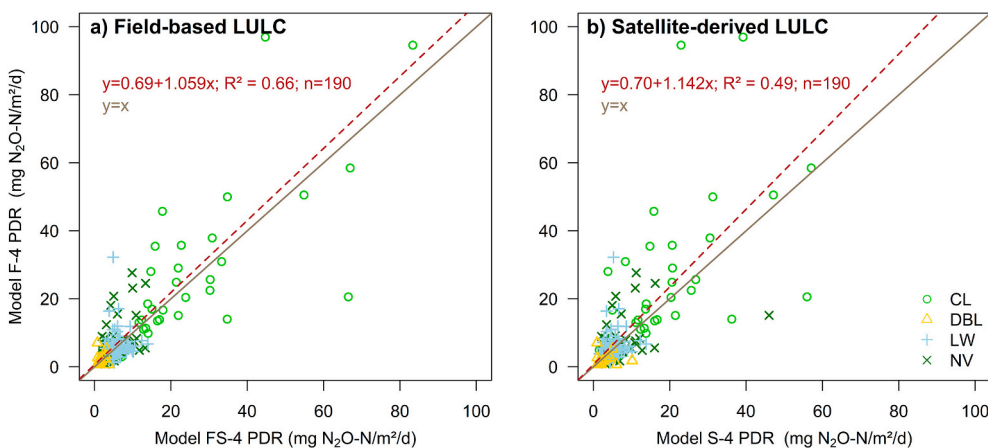 a) Field-based LULC
y=0.69+1.059x; R² = 0.66; n=190
y=x
Model F-4 PDR (mg N₂O-N/m²/d)
100
80
60
40
20
0
0 20 40 60 80 100
Model FS-4 PDR (mg N₂O-N/m²/d)
b) Satellite-derived LULC
y=0.70+1.142x; R² = 0.49; n=190
y=x
100
80
60
40
20
0
CL
DBL
LW
NV
0 20 40 60 80 100
Model S-4 PDR (mg N₂O-N/m²/d)